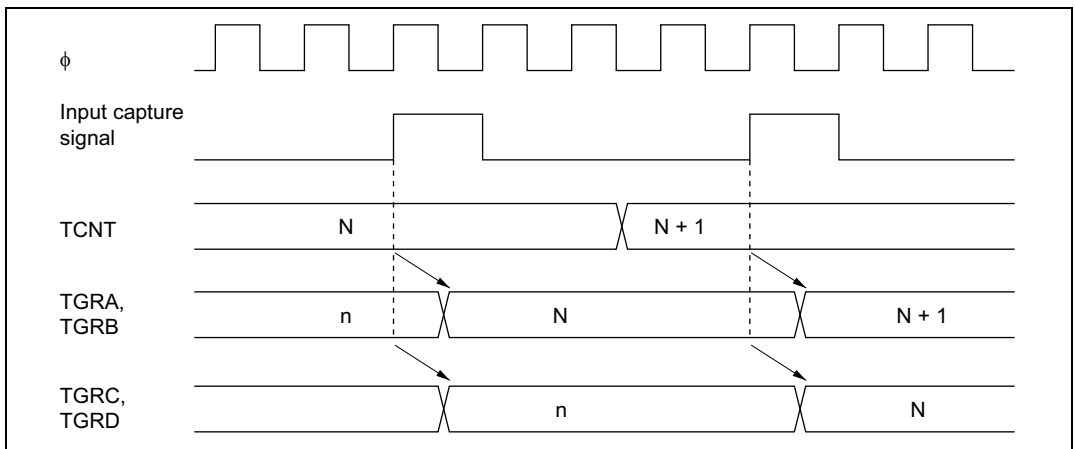 φ
Input capture
signal
TCNT
N
N + 1
TGRA,
TGRB
n
N
N + 1
TGRC,
TGRD
n
N